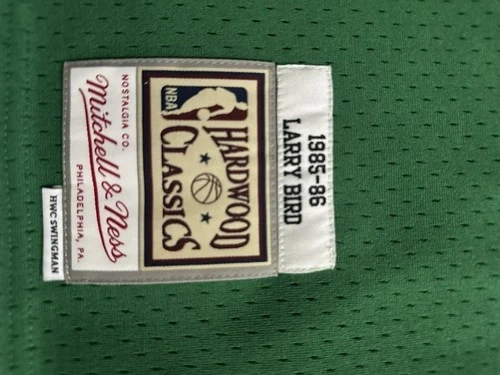 NOSTALGIA CO.
Mitchell & Ness
PHILADELPHIA, PA.
NBA
HARDWOOD
CLASSICS
1985-86
LARRY BIRD
HWC SWINGMAN